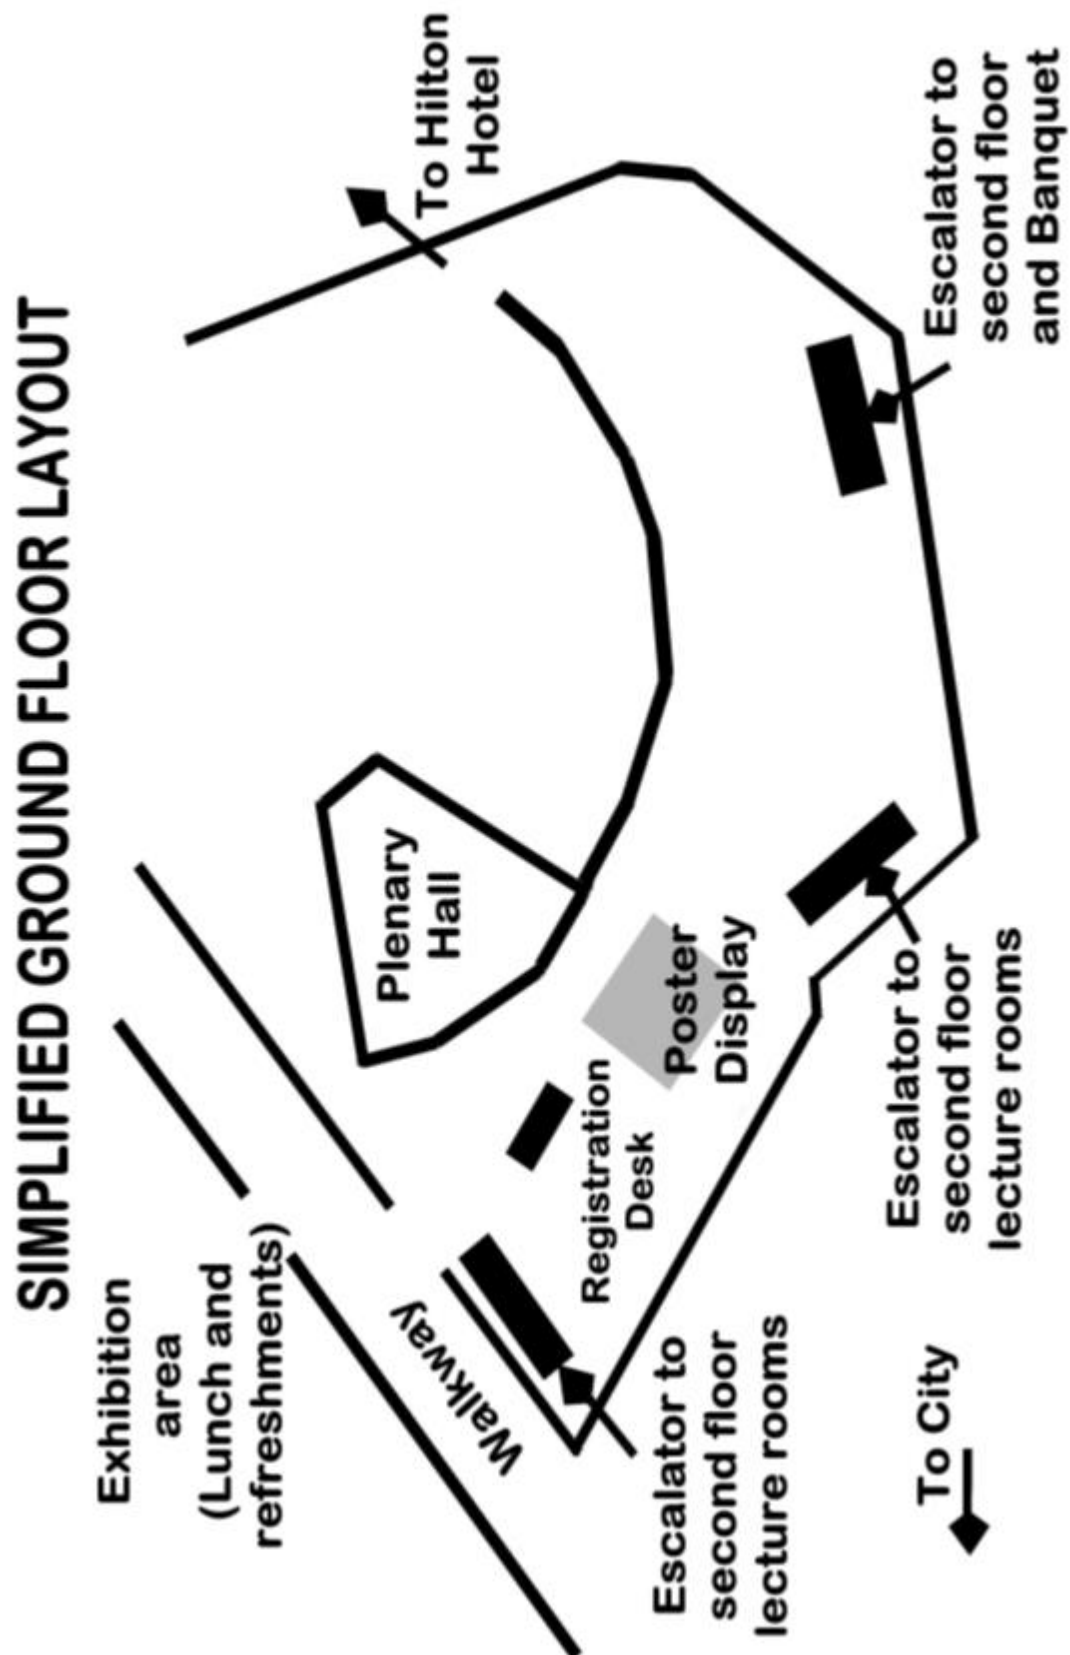 SIMPLIFIED GROUND FLOOR LAYOUT
Exhibition
area
(Lunch and
refreshments)
Walkway
Plenary
Hall
To Hilton
Hotel
Registration
Desk
Poster
Display
Escalator to
second floor
lecture rooms
Escalator to
second floor
lecture rooms
Escalator to
second floor
and Banquet
To City